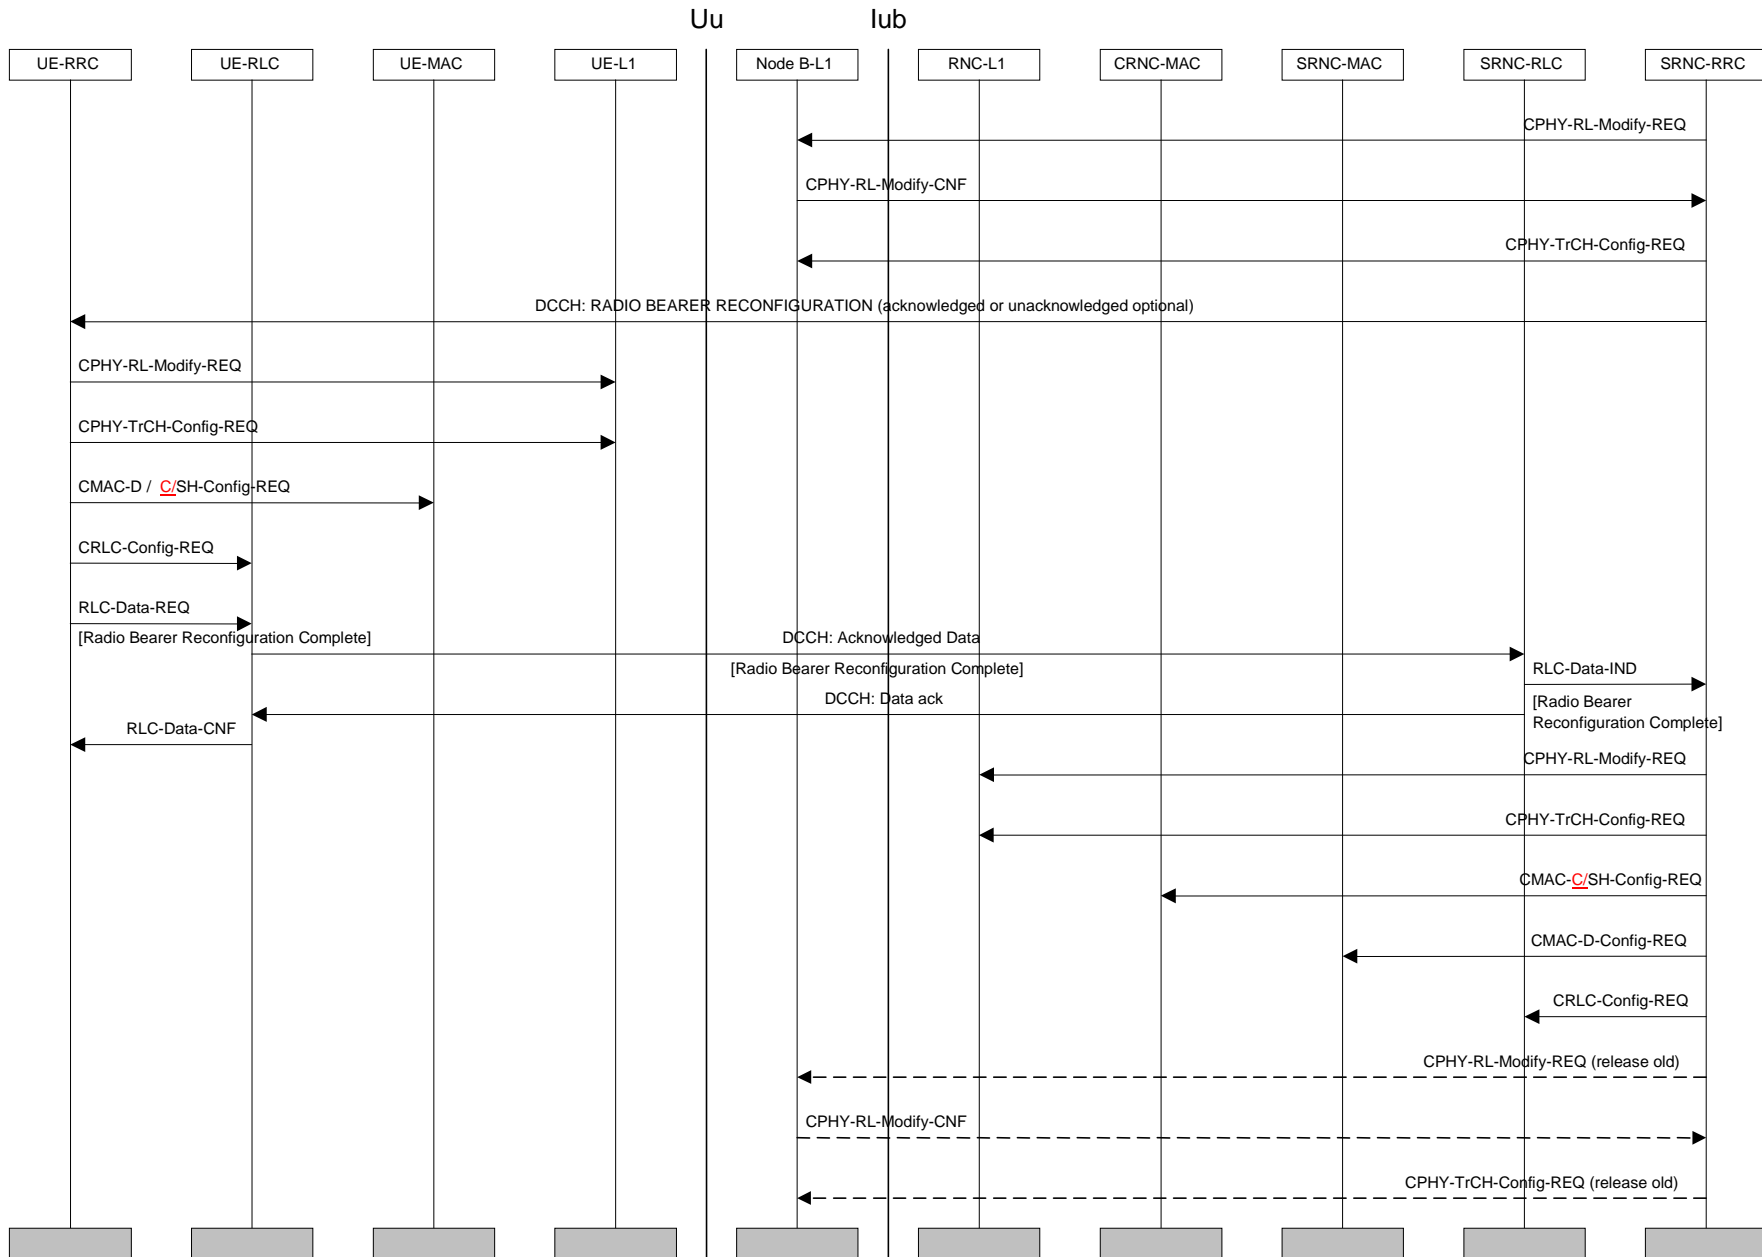 Uu
Iub
UE-RRC
UE-RLC
UE-MAC
UE-L1
Node B-L1
RNC-L1
CRNC-MAC
SRNC-MAC
SRNC-RLC
SRNC-RRC
CPHY-RL-Modify-REQ
CPHY-RL-Modify-CNF
CPHY-TrCH-Config-REQ
DCCH: RADIO BEARER RECONFIGURATION (acknowledged or unacknowledged optional)
CPHY-RL-Modify-REQ
CPHY-TrCH-Config-REQ
CMAC-D / C/SH-Config-REQ
CRLC-Config-REQ
RLC-Data-REQ
[Radio Bearer Reconfiguration Complete]
DCCH: Acknowledged Data
[Radio Bearer Reconfiguration Complete]
RLC-Data-IND
DCCH: Data ack
[Radio Bearer
Reconfiguration Complete]
RLC-Data-CNF
CPHY-RL-Modify-REQ
CPHY-TrCH-Config-REQ
CMAC-C/SH-Config-REQ
CMAC-D-Config-REQ
CRLC-Config-REQ
CPHY-RL-Modify-REQ (release old)
CPHY-RL-Modify-CNF
CPHY-TrCH-Config-REQ (release old)